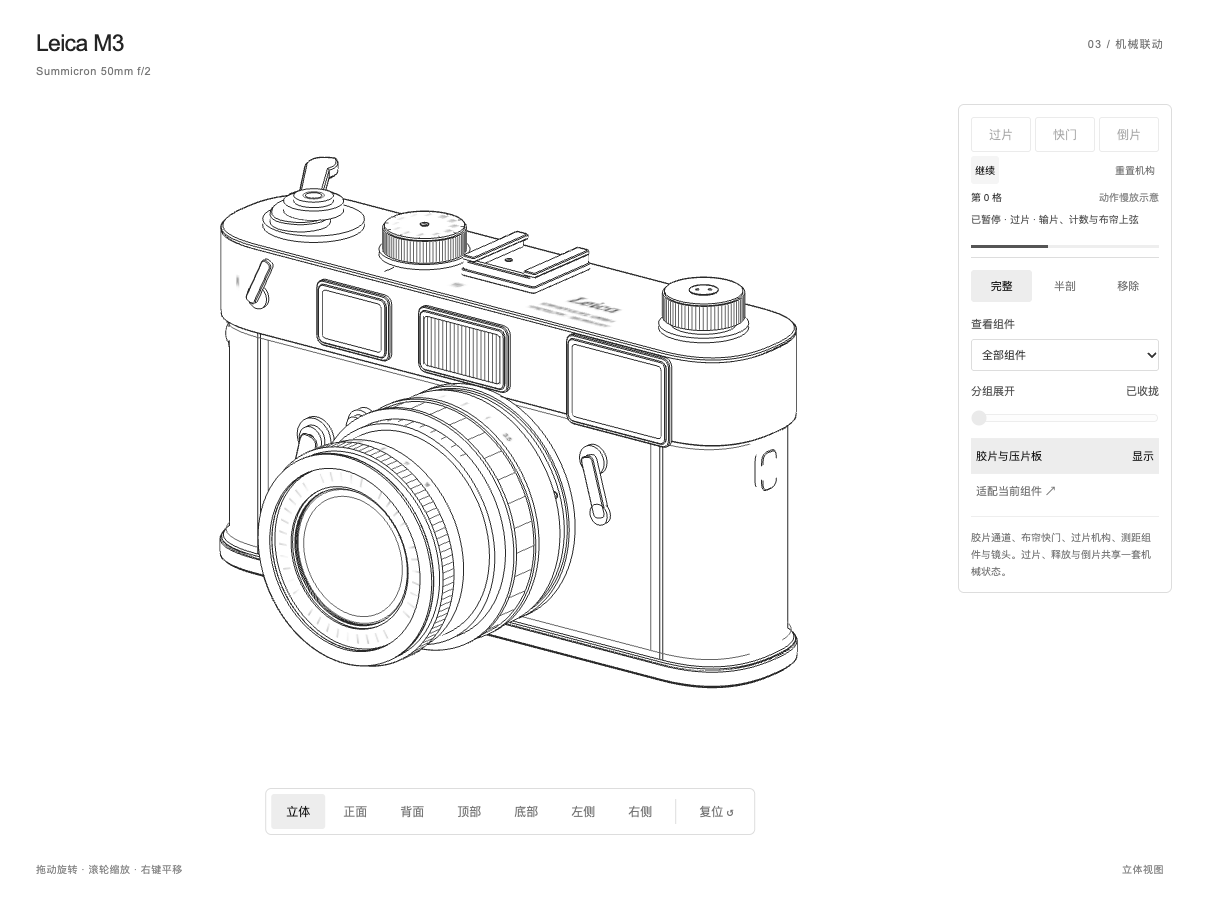 Leica M3
03 / 机械联动
Summicron 50mm f/2
过片 快门 倒片
继续 重置机构
第 0 格 动作慢放示意
已暂停 · 过片 · 输片、计数与布帘上弦
完整 半剖 移除
查看组件
全部组件
分组展开 已收拢
胶片与压片板 显示
适配当前组件 ↗
胶片通道、布帘快门、过片机构、测距组
件与镜头。过片、释放与倒片共享一套机
械状态。
Leica
3.5
立体 正面 背面 顶部 底部 左侧 右侧 复位 ↺
拖动旋转 · 滚轮缩放 · 右键平移
立体视图